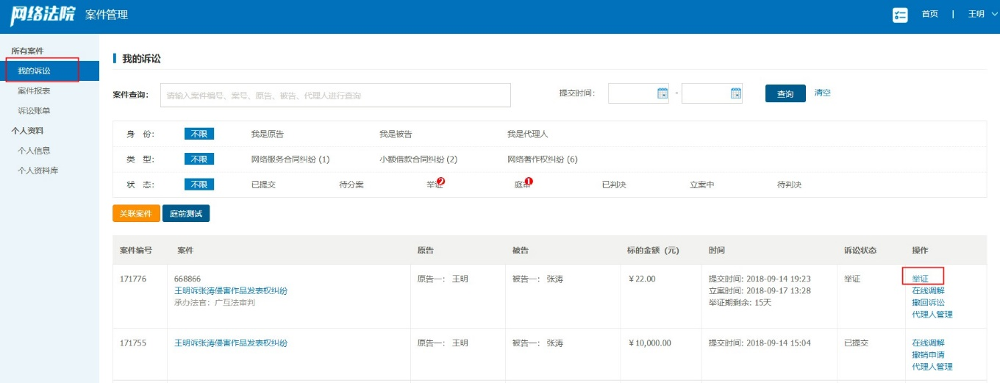 网络法院 案件管理 首页 | 王明
所有案件
我的诉讼
案件报表
诉讼账单
个人资料
个人信息
个人资料库
我的诉讼
案件查询: 请输入案件编号、案号、原告、被告、代理人进行查询 提交时间: - 查询 清空
身 份: 不限 我是原告 我是被告 我是代理人
类 型: 不限 网络服务合同纠纷 (1) 小额借款合同纠纷 (2) 网络著作权纠纷 (6)
状 态: 不限 已提交 待分案 举证 2 庭审 1 已判决 立案中 待判决
关联案件 庭前测试
案件编号 案件 原告 被告 标的金额 (元) 时间 诉讼状态 操作
171776 668866 原告一: 王明 被告一: 张涛 ¥22.00 提交时间: 2018-09-14 19:23 举证 举证
王明诉张涛侵害作品发表权纠纷 立案时间: 2018-09-17 13:28 在线调解
承办法官: 广互法审判 举证期剩余: 15天 撤回诉讼
代理人管理
171755 王明诉张涛侵害作品发表权纠纷 原告一: 王明 被告一: 张涛 ¥10,000.00 提交时间: 2018-09-14 15:04 已提交 在线调解
撤销申请
代理人管理